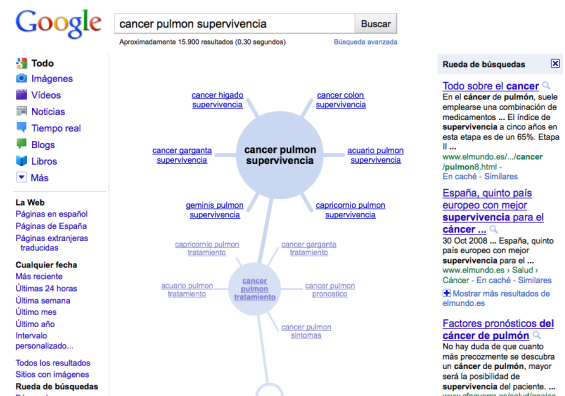 Google
cancer pulmon supervivencia
Buscar
Aproximadamente 15.900 resultados (0,30 segundos)
Búsqueda avanzada
Todo
Imágenes
Vídeos
Noticias
Tiempo real
Blogs
Libros
Más
La Web
Páginas en español
Páginas de España
Páginas extranjeras
traducidas
Cualquier fecha
Más reciente
Últimas 24 horas
Última semana
Último mes
Último año
Intervalo
personalizado...
Todos los resultados
Sitios con imágenes
Rueda de búsquedas
cancer higado
supervivencia
cancer colon
supervivencia
cancer garganta
supervivencia
cancer pulmon
supervivencia
acuario pulmon
supervivencia
geminis pulmon
supervivencia
capricornio pulmon
supervivencia
capricornio pulmon
tratamiento
cancer garganta
tratamiento
acuario pulmon
tratamiento
cancer
pulmon
tratamiento
cancer pulmon
pronostico
cancer pulmon
sintomas
Rueda de búsquedas
Todo sobre el cancer
En el cáncer de pulmón, suele
emplearse una combinación de
medicamentos ... El índice de
supervivencia a cinco años en
esta etapa es de un 65%. Etapa
II ...
www.elmundo.es/.../cancer
/pulmon8.html -
En caché - Similares
España, quinto país
europeo con mejor
supervivencia para el
cáncer ...
30 Oct 2008 ... España, quinto
país europeo con mejor
supervivencia para el ...
www.elmundo.es › Salud ›
Cáncer - En caché - Similares
Mostrar más resultados de
elmundo.es
Factores pronósticos del
cáncer de pulmón
No hay duda de que cuanto
más precozmente se descubra
un cáncer de pulmón, mayor
será la posibilidad de
supervivencia del paciente. ...